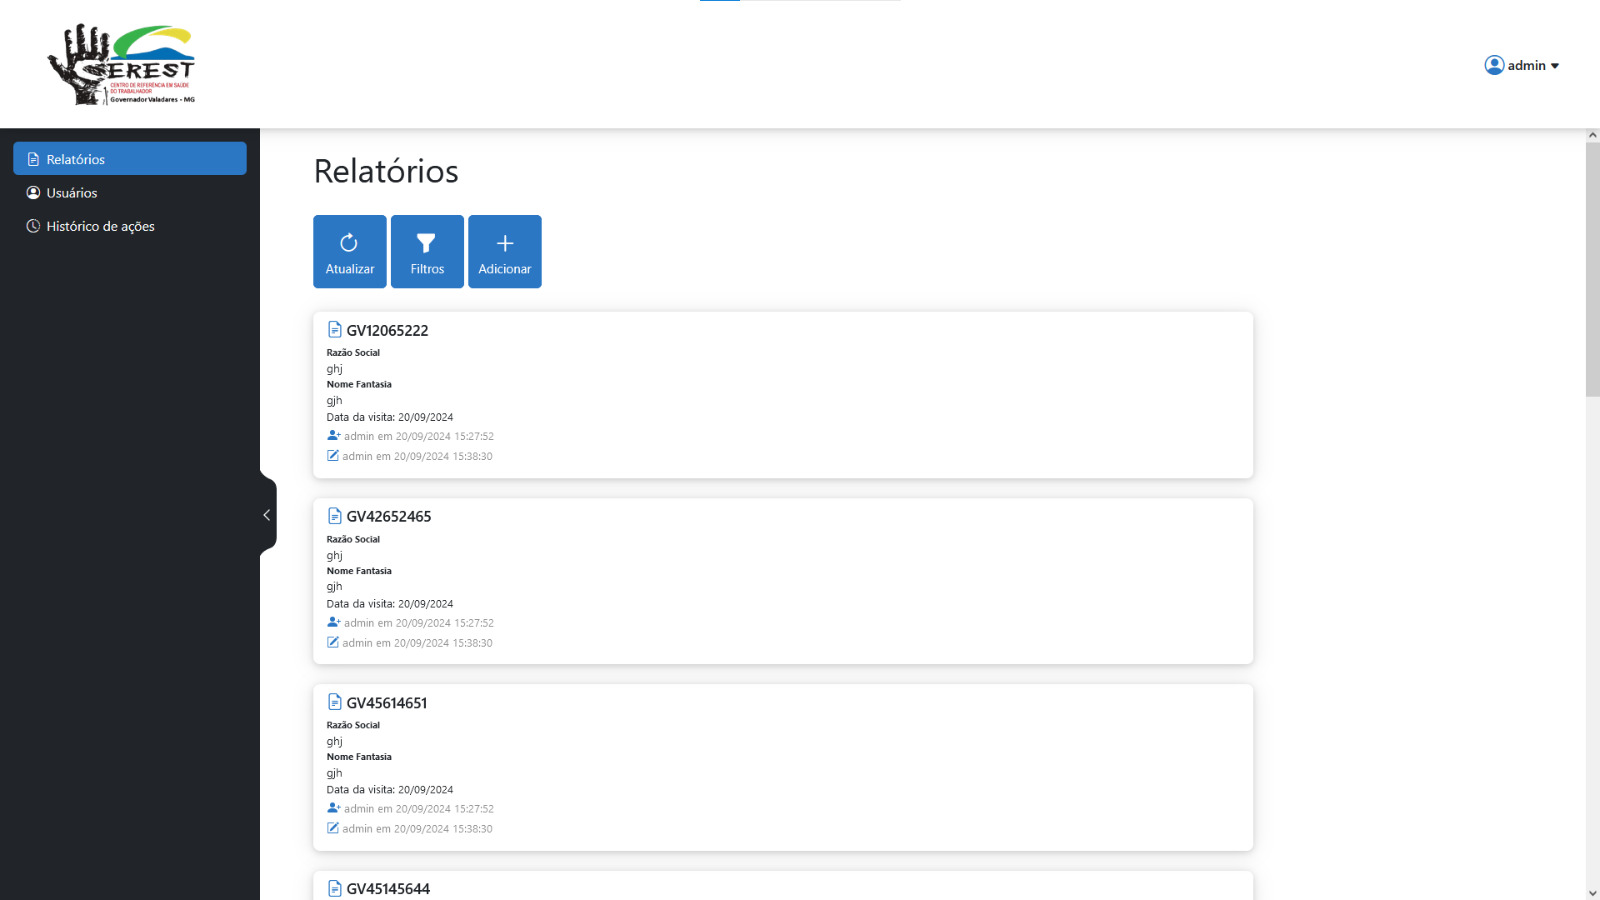 CEREST
CENTRO DE REFERÊNCIA EM SAÚDE
DO TRABALHADOR
Governador Valadares - MG
admin
Relatórios
Usuários
Histórico de ações
Relatórios
Atualizar
Filtros
Adicionar
GV12065222
Razão Social
ghj
Nome Fantasia
gjh
Data da visita: 20/09/2024
admin em 20/09/2024 15:27:52
admin em 20/09/2024 15:38:30
GV42652465
Razão Social
ghj
Nome Fantasia
gjh
Data da visita: 20/09/2024
admin em 20/09/2024 15:27:52
admin em 20/09/2024 15:38:30
GV45614651
Razão Social
ghj
Nome Fantasia
gjh
Data da visita: 20/09/2024
admin em 20/09/2024 15:27:52
admin em 20/09/2024 15:38:30
GV45145644